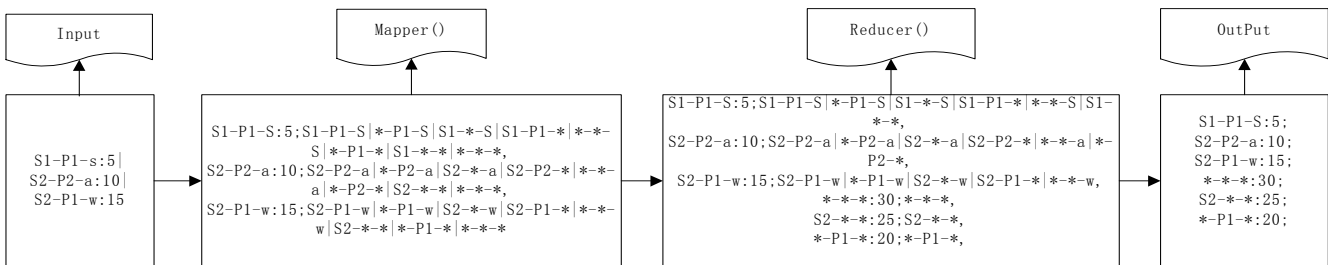 Input
Mapper()
Reducer()
OutPut
S1-P1-s:5|
S2-P2-a:10|
S2-P1-w:15
S1-P1-S:5;S1-P1-S|*-P1-S|S1-*-S|S1-P1-*|*-*-
S|*-P1-*|S1-*-*|*-*-*,
S2-P2-a:10;S2-P2-a|*-P2-a|S2-*-a|S2-P2-*|*-*-
a|*-P2-*|S2-*-*|*-*-*,
S2-P1-w:15;S2-P1-w|*-P1-w|S2-*-w|S2-P1-*|*-*-
w|S2-*-*|*-P1-*|*-*-*
S1-P1-S:5;S1-P1-S|*-P1-S|S1-*-S|S1-P1-*|*-*-S|S1-
*-*,
S2-P2-a:10;S2-P2-a|*-P2-a|S2-*-a|S2-P2-*|*-*-a|*-
P2-*,
S2-P1-w:15;S2-P1-w|*-P1-w|S2-*-w|S2-P1-*|*-*-w,
*-*-*:30;*-*-*,
S2-*-*:25;S2-*-*,
*-P1-*:20;*-P1-*,
S1-P1-S:5;
S2-P2-a:10;
S2-P1-w:15;
*-*-*:30;
S2-*-*:25;
*-P1-*:20;